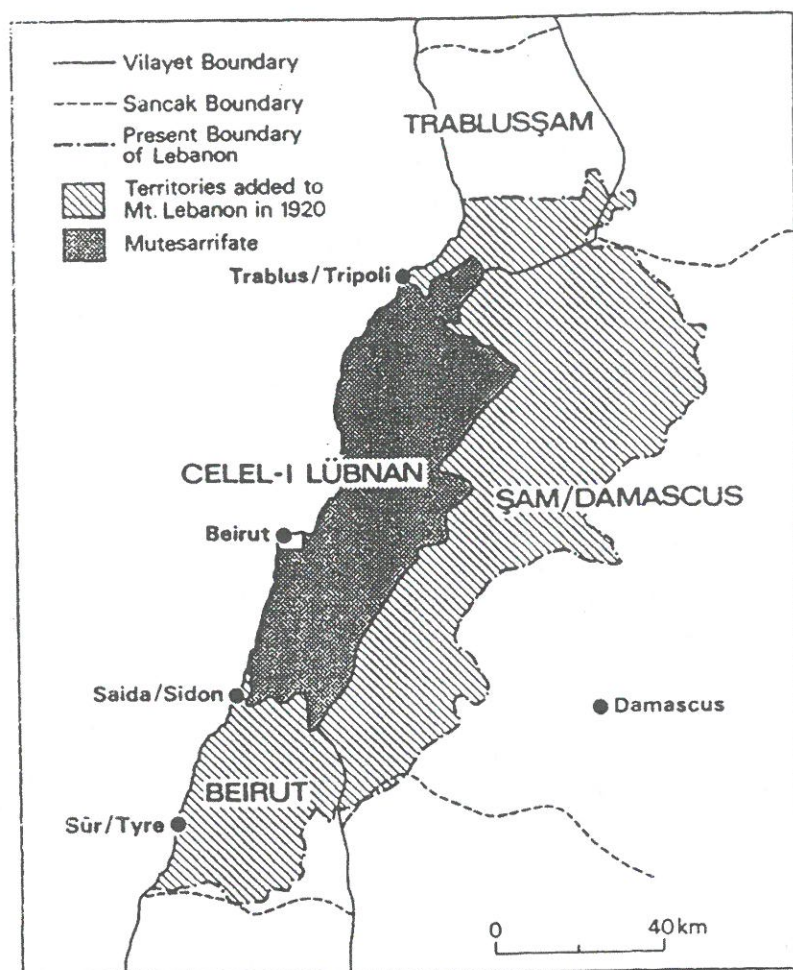 Vilayet Boundary
Sancak Boundary
Present Boundary
of Lebanon
Territories added to
Mt. Lebanon in 1920
Mutesarrifate
TRABLUSŞAM
Trablus/Tripoli
CELEL-I LÜBNAN
ŞAM/DAMASCUS
Beirut
Saida/Sidon
Damascus
BEIRUT
Sūr/Tyre
0 40km